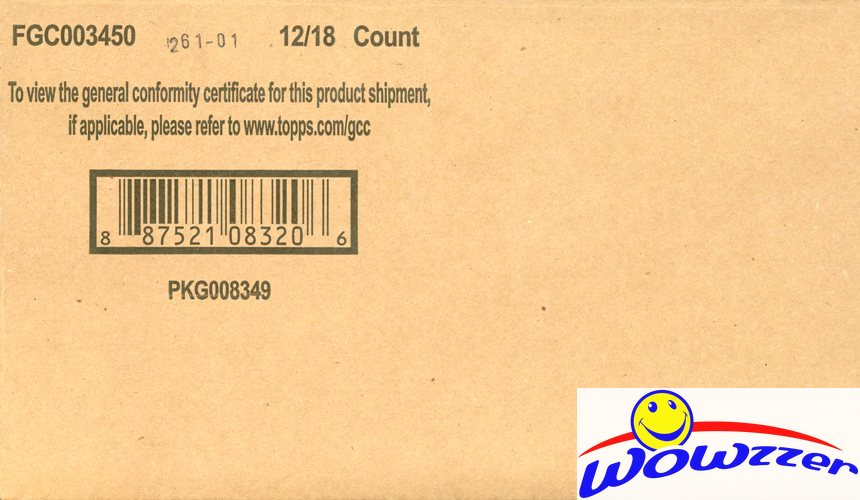 FGC003450 261-01 12/18 Count
To view the general conformity certificate for this product shipment,
if applicable, please refer to www.topps.com/gcc
8 87521 08320 6
PKG008349
wowzzer